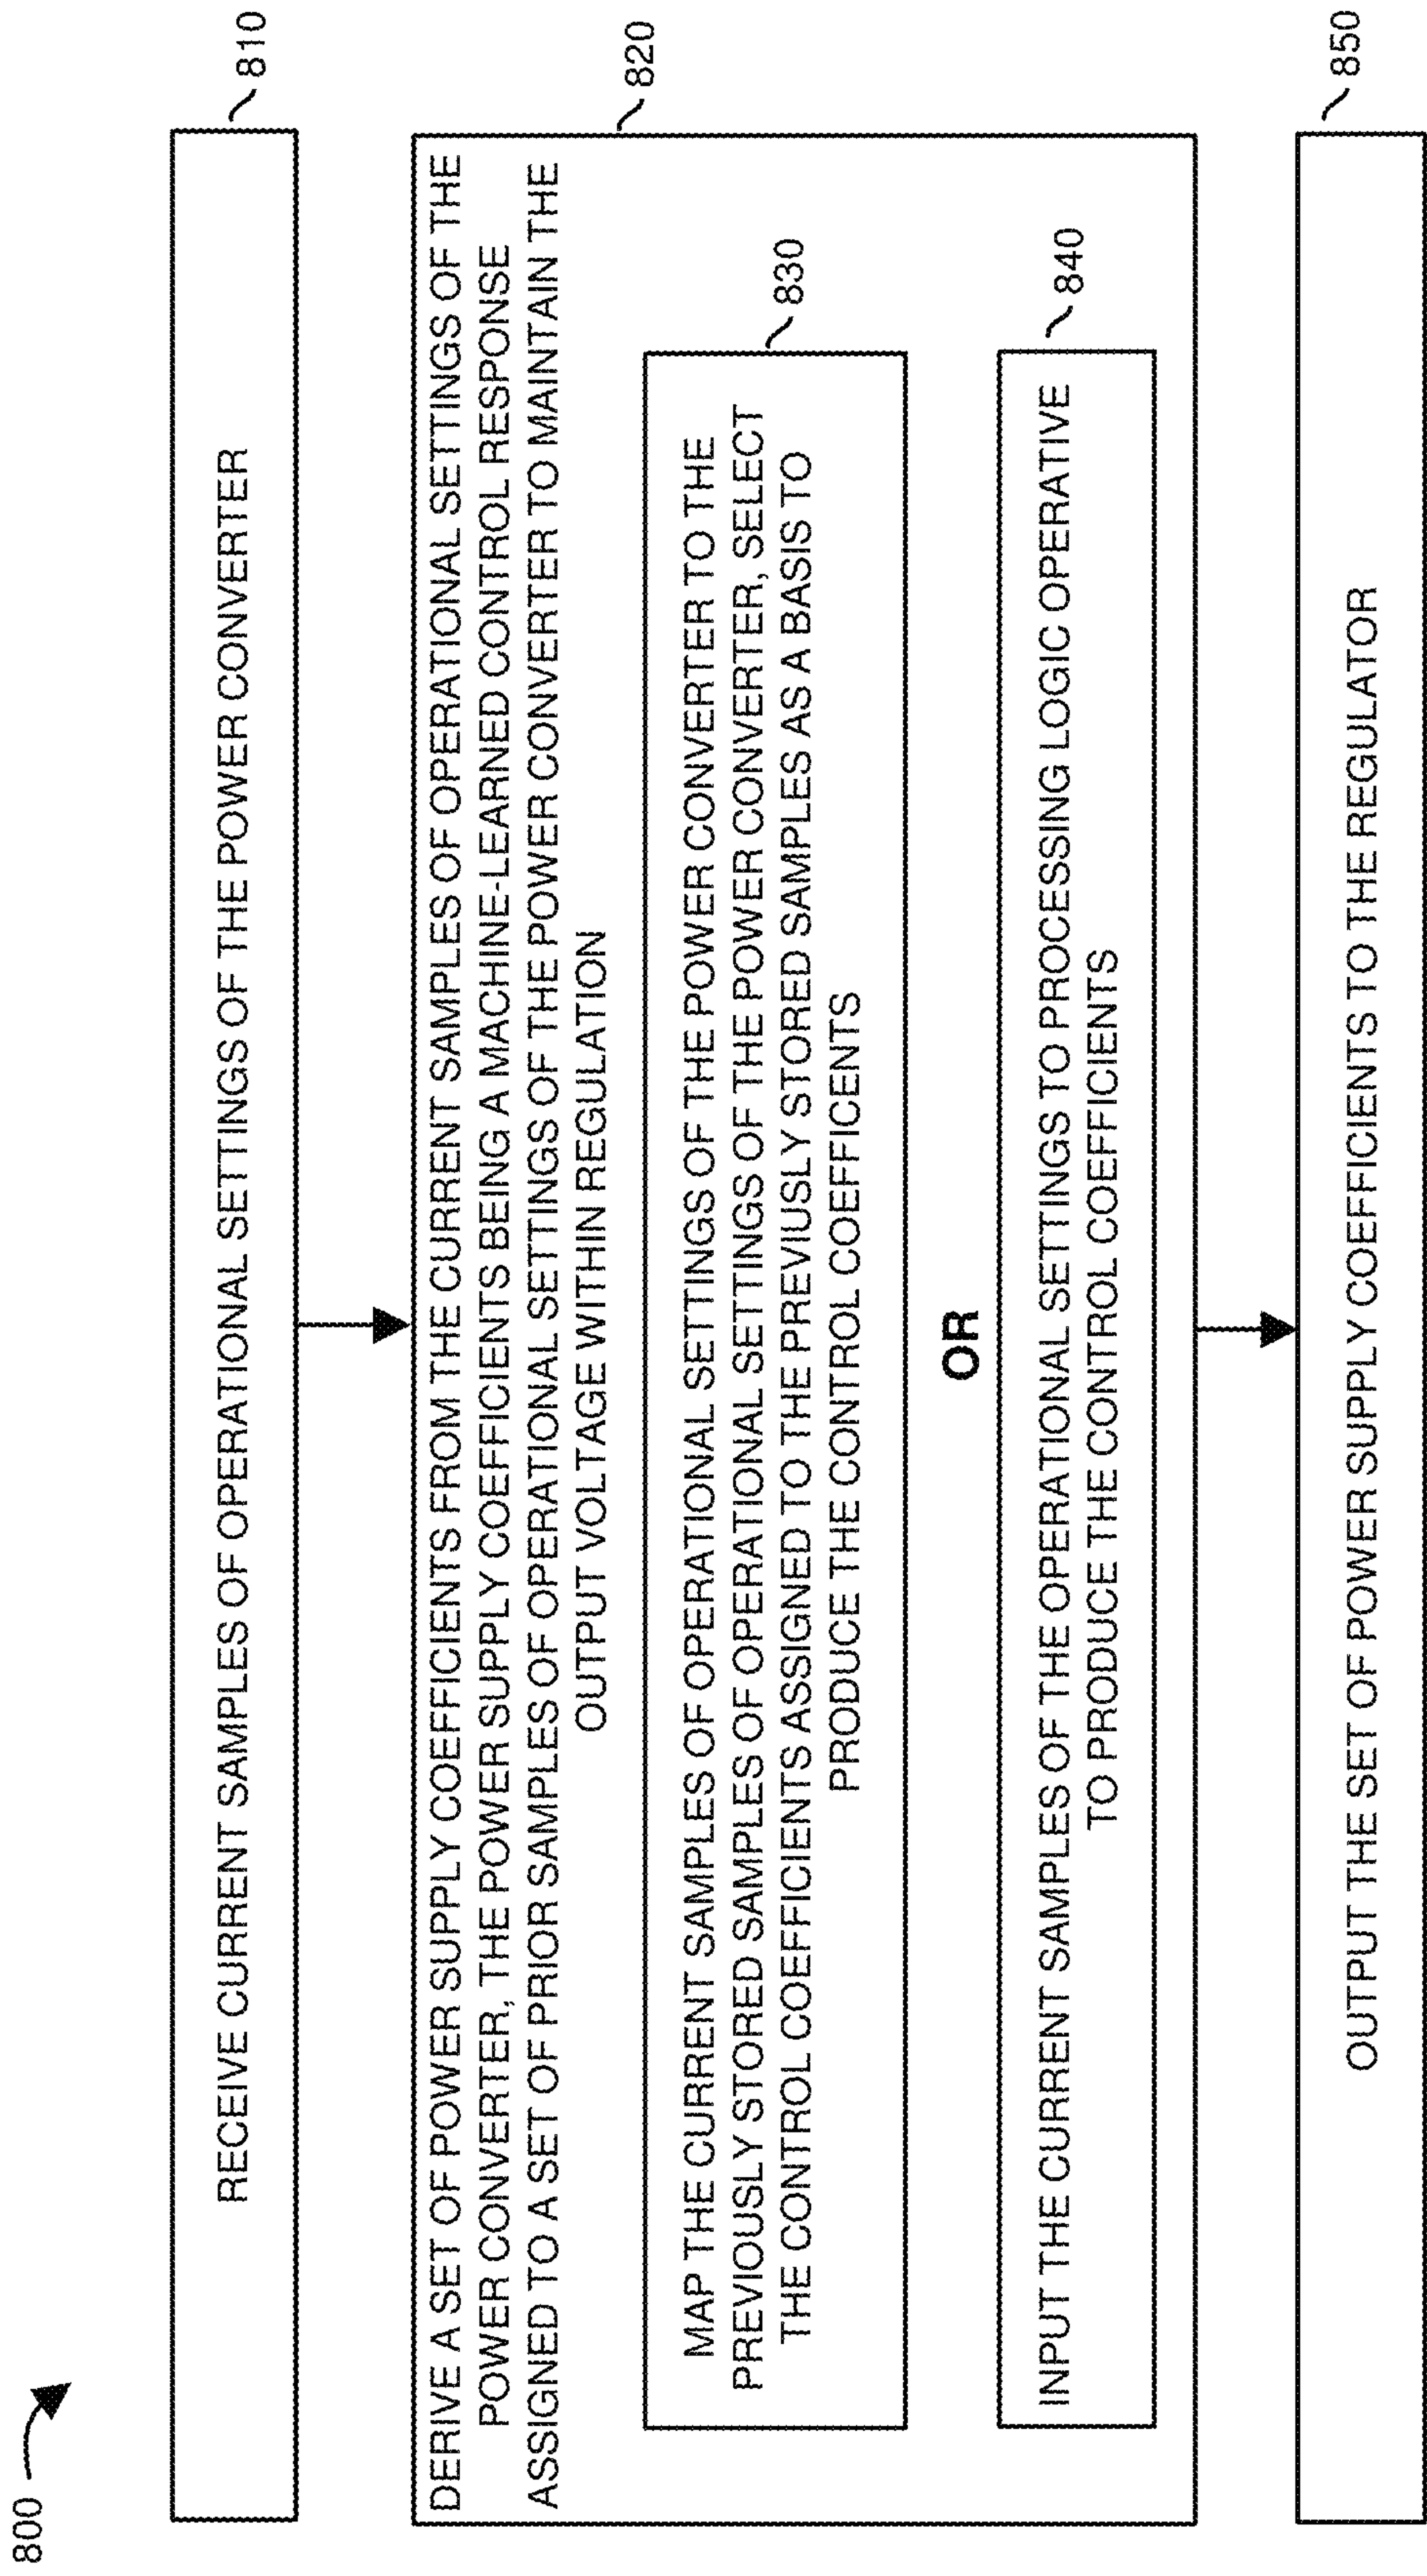 800
810
RECEIVE CURRENT SAMPLES OF OPERATIONAL SETTINGS OF THE POWER CONVERTER
820
DERIVE A SET OF POWER SUPPLY COEFFICIENTS FROM THE CURRENT SAMPLES OF OPERATIONAL SETTINGS OF THE
POWER CONVERTER, THE POWER SUPPLY COEFFICIENTS BEING A MACHINE-LEARNED CONTROL RESPONSE
ASSIGNED TO A SET OF PRIOR SAMPLES OF OPERATIONAL SETTINGS OF THE POWER CONVERTER TO MAINTAIN THE
OUTPUT VOLTAGE WITHIN REGULATION
830
MAP THE CURRENT SAMPLES OF OPERATIONAL SETTINGS OF THE POWER CONVERTER TO THE
PREVIOUSLY STORED SAMPLES OF OPERATIONAL SETTINGS OF THE POWER CONVERTER, SELECT
THE CONTROL COEFFICIENTS ASSIGNED TO THE PREVIUSLY STORED SAMPLES AS A BASIS TO
PRODUCE THE CONTROL COEFFICENTS
OR
840
INPUT THE CURRENT SAMPLES OF THE OPERATIONAL SETTINGS TO PROCESSING LOGIC OPERATIVE
TO PRODUCE THE CONTROL COEFFICIENTS
850
OUTPUT THE SET OF POWER SUPPLY COEFFICIENTS TO THE REGULATOR